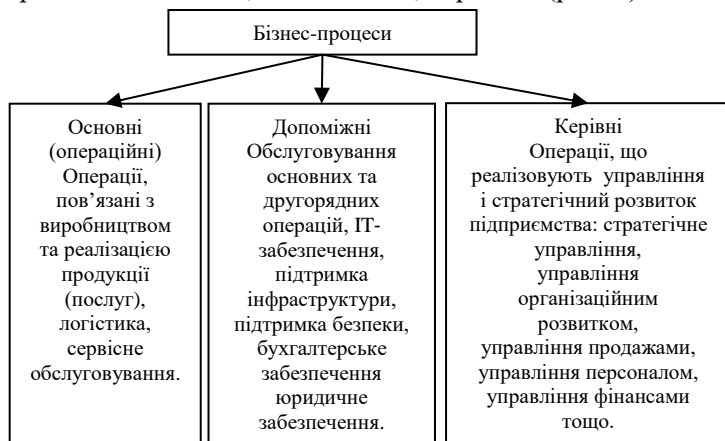 Бізнес-процеси
Основні
(операційні)
Операції,
пов’язані з
виробництвом
та реалізацією
продукції
(послуг),
логістика,
сервісне
обслуговування.
Допоміжні
Обслуговування
основних та
другорядних
операцій, ІТ-
забезпечення,
підтримка
інфраструктури,
підтримка безпеки,
бухгалтерське
забезпечення
юридичне
забезпечення.
Керівні
Операції, що
реалізовують управління
і стратегічний розвиток
підприємства: стратегічне
управління,
управління
організаційним
розвитком,
управління продажами,
управління персоналом,
управління фінансами
тощо.